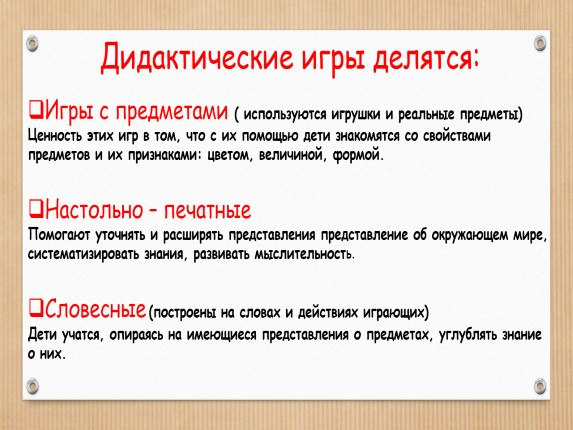 Дидактические игры делятся:
❑Игры с предметами ( используются игрушки и реальные предметы)
Ценность этих игр в том, что с их помощью дети знакомятся со свойствами
предметов и их признаками: цветом, величиной, формой.
❑Настольно – печатные
Помогают уточнять и расширять представления представление об окружающем мире,
систематизировать знания, развивать мыслительность.
❑Словесные (построены на словах и действиях играющих)
Дети учатся, опираясь на имеющиеся представления о предметах, углублять знание
о них.